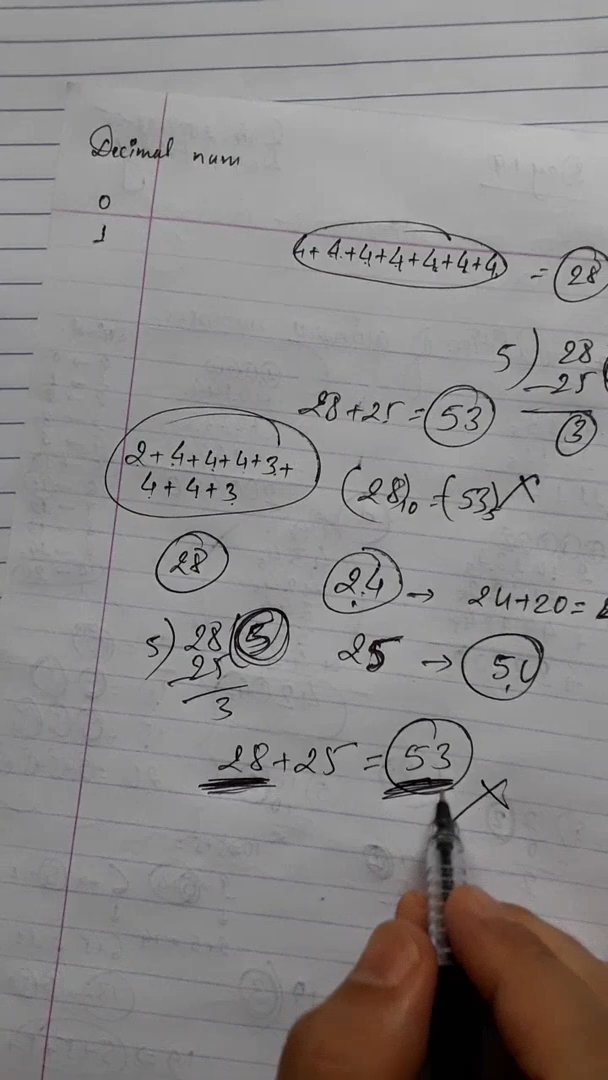 Decimal num
0
1
4+4+4+4+4+4+4 = 28
5) 28
-25
3
28+25 = 53
2+4+4+4+3+
4+4+3
(28)10 = (53)5 X
28
24 → 24+20=
5) 28 (5
25
3
25 → 50
28+25 = 53
X